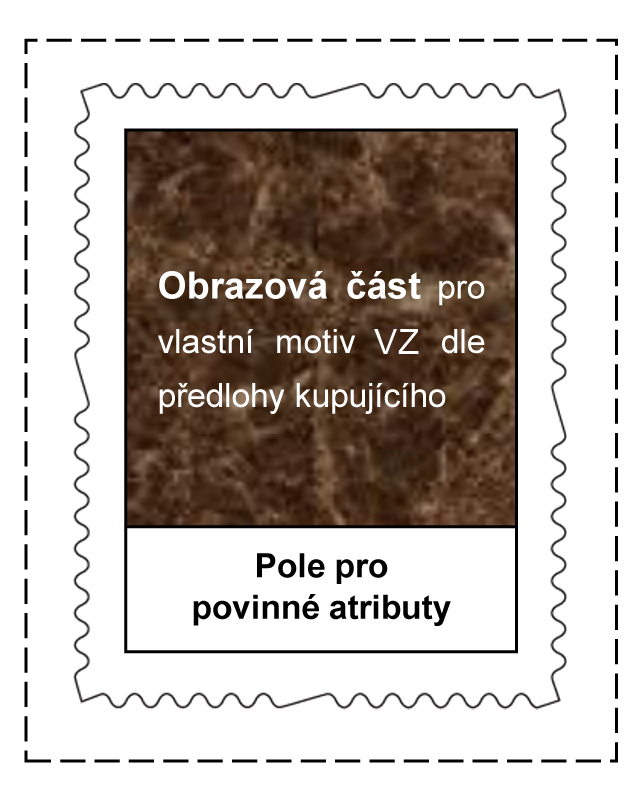 Obrazová část pro
vlastní motiv VZ dle
předlohy kupujícího
Pole pro
povinné atributy